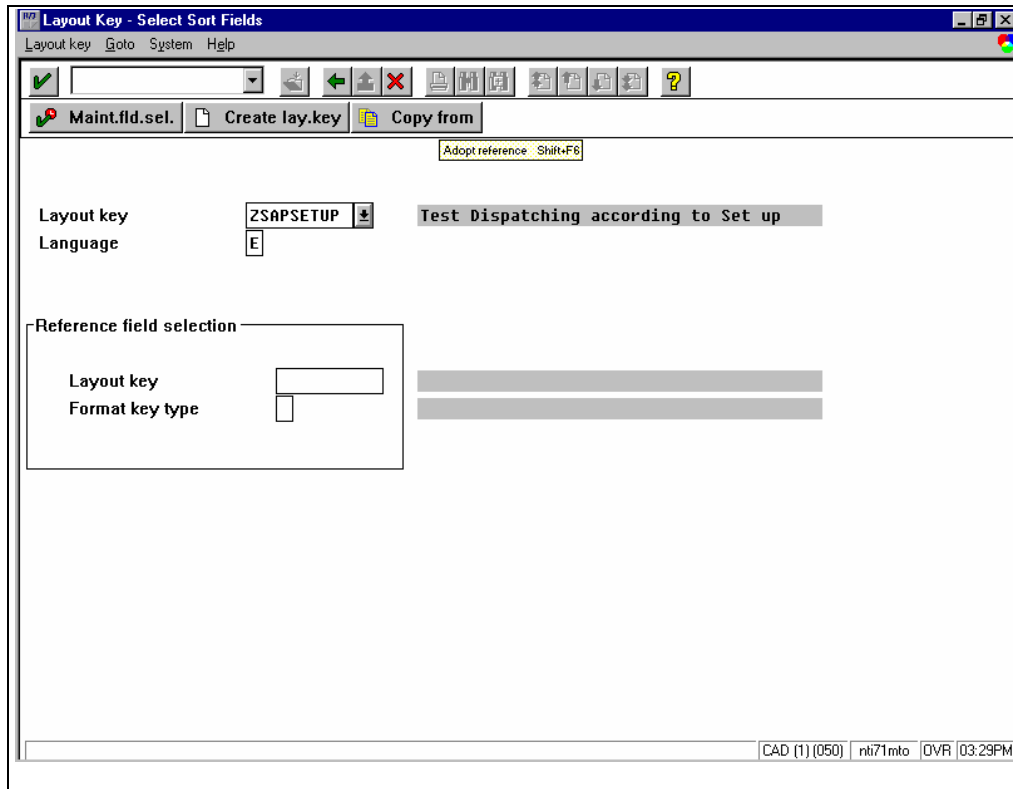 Layout Key - Select Sort Fields
Layout key Goto System Help
Maint.fld.sel. Create lay.key Copy from
Adopt reference Shift+F6
Layout key ZSAPSETUP Test Dispatching according to Set up
Language E
Reference field selection
Layout key
Format key type
CAD (1) (050) nti71mto OVR 03:29PM